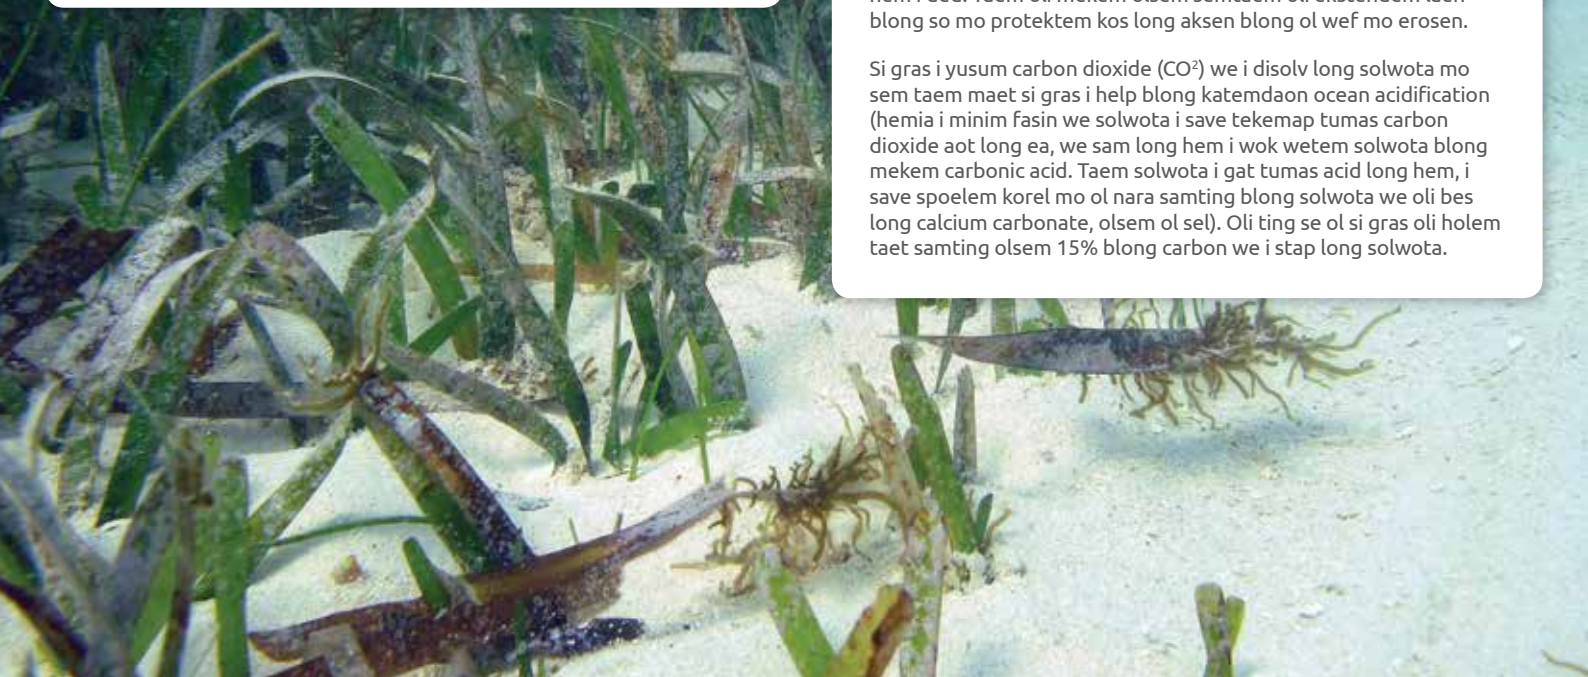 blong so mo protektem kos long aksen blong ol wef mo erosen.
Si gras i yusum carbon dioxide (CO²) we i disolv long solwota mo
sem taem maet si gras i help blong katemdaon ocean acidification
(hemia i minim fasin we solwota i save tekemap tumas carbon
dioxide aot long ea, we sam long hem i wok wetem solwota blong
mekem carbonic acid. Taem solwota i gat tumas acid long hem, i
save spoelem korel mo ol nara samting blong solwota we oli bes
long calcium carbonate, olsem ol sel). Oli ting se ol si gras oli holem
taet samting olsem 15% blong carbon we i stap long solwota.